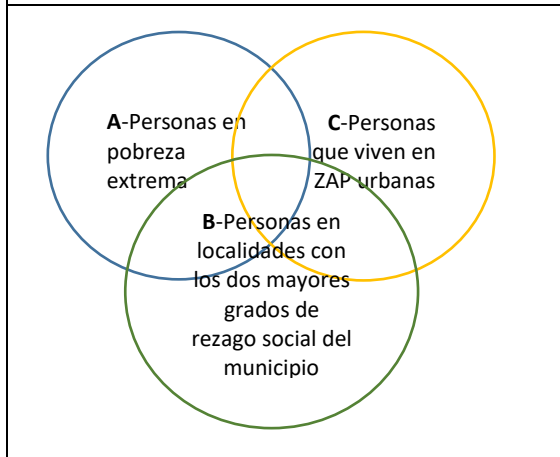 A-Personas en
pobreza
extrema
C-Personas
que viven en
ZAP urbanas
B-Personas en
localidades con
los dos mayores
grados de
rezago social del
municipio